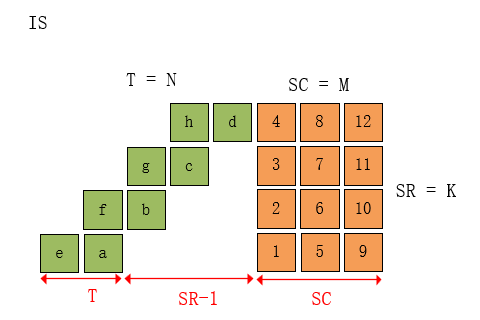 IS
T = N
SC = M
h d 4 8 12
g c 3 7 11
SR = K
f b 2 6 10
e a 1 5 9
T SR-1 SC